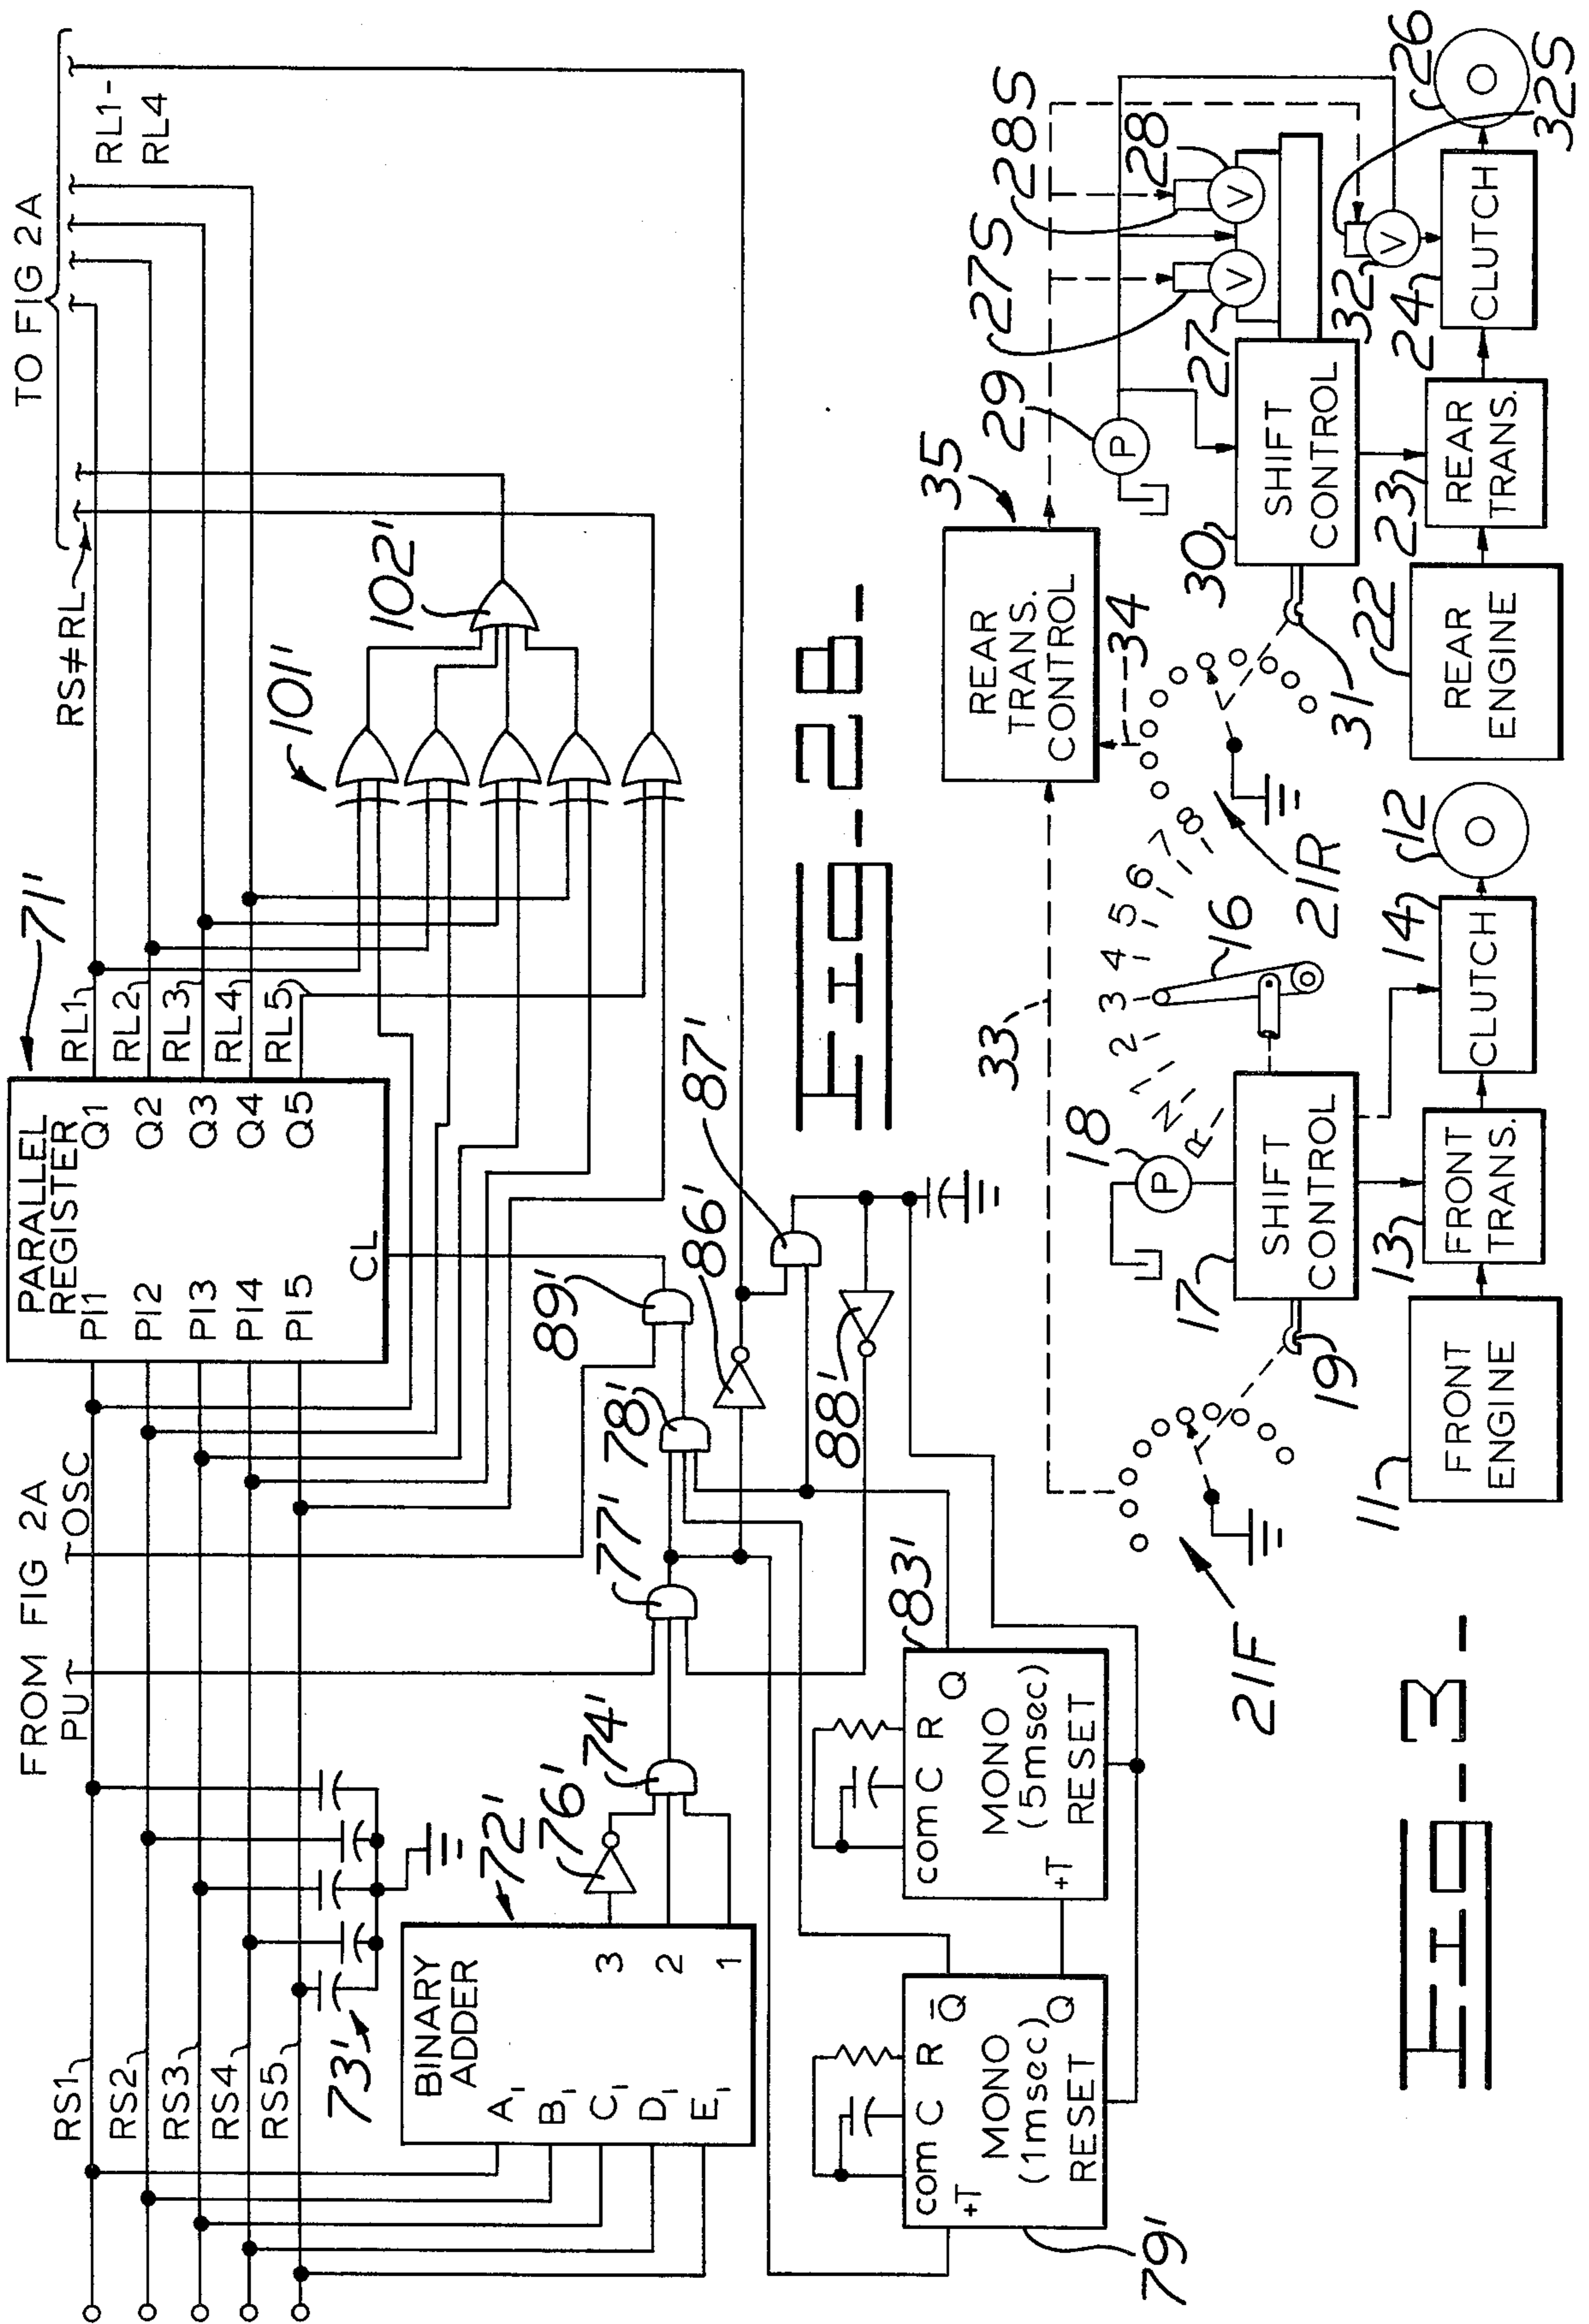 FROM FIG 2A
PU
OSC
TO FIG 2A
RS≠RL
RL1-
RL4
RS1
RS2
RS3
RS4
RS5
73'
71'
PARALLEL
REGISTER
PI1 Q1
PI2 Q2
PI3 Q3
PI4 Q4
PI5 Q5
CL
RL1
RL2
RL3
RL4
RL5
101'
102'
72'
BINARY
ADDER
A1
B1
C1
D1
E1
3
2
1
76'
74'
77'
78'
89'
86'
87'
88'
79'
com C R Q̄
+T
MONO
(1msec) Q
RESET
83'
com C R Q
MONO
(5msec)
+T
RESET
FIG-2B-
FIG-3-
21F
33
35
REAR
TRANS.
CONTROL
34
18
P
R N 1 2 3 4 5 6 7 8
16
17
SHIFT
CONTROL
19
11
FRONT
ENGINE
13
FRONT
TRANS.
14
CLUTCH
12
21R
29
P
27S
28S
28
V
V
27
30
SHIFT
CONTROL
31
32
V
32S
22
REAR
ENGINE
23
REAR
TRANS.
24
CLUTCH
26